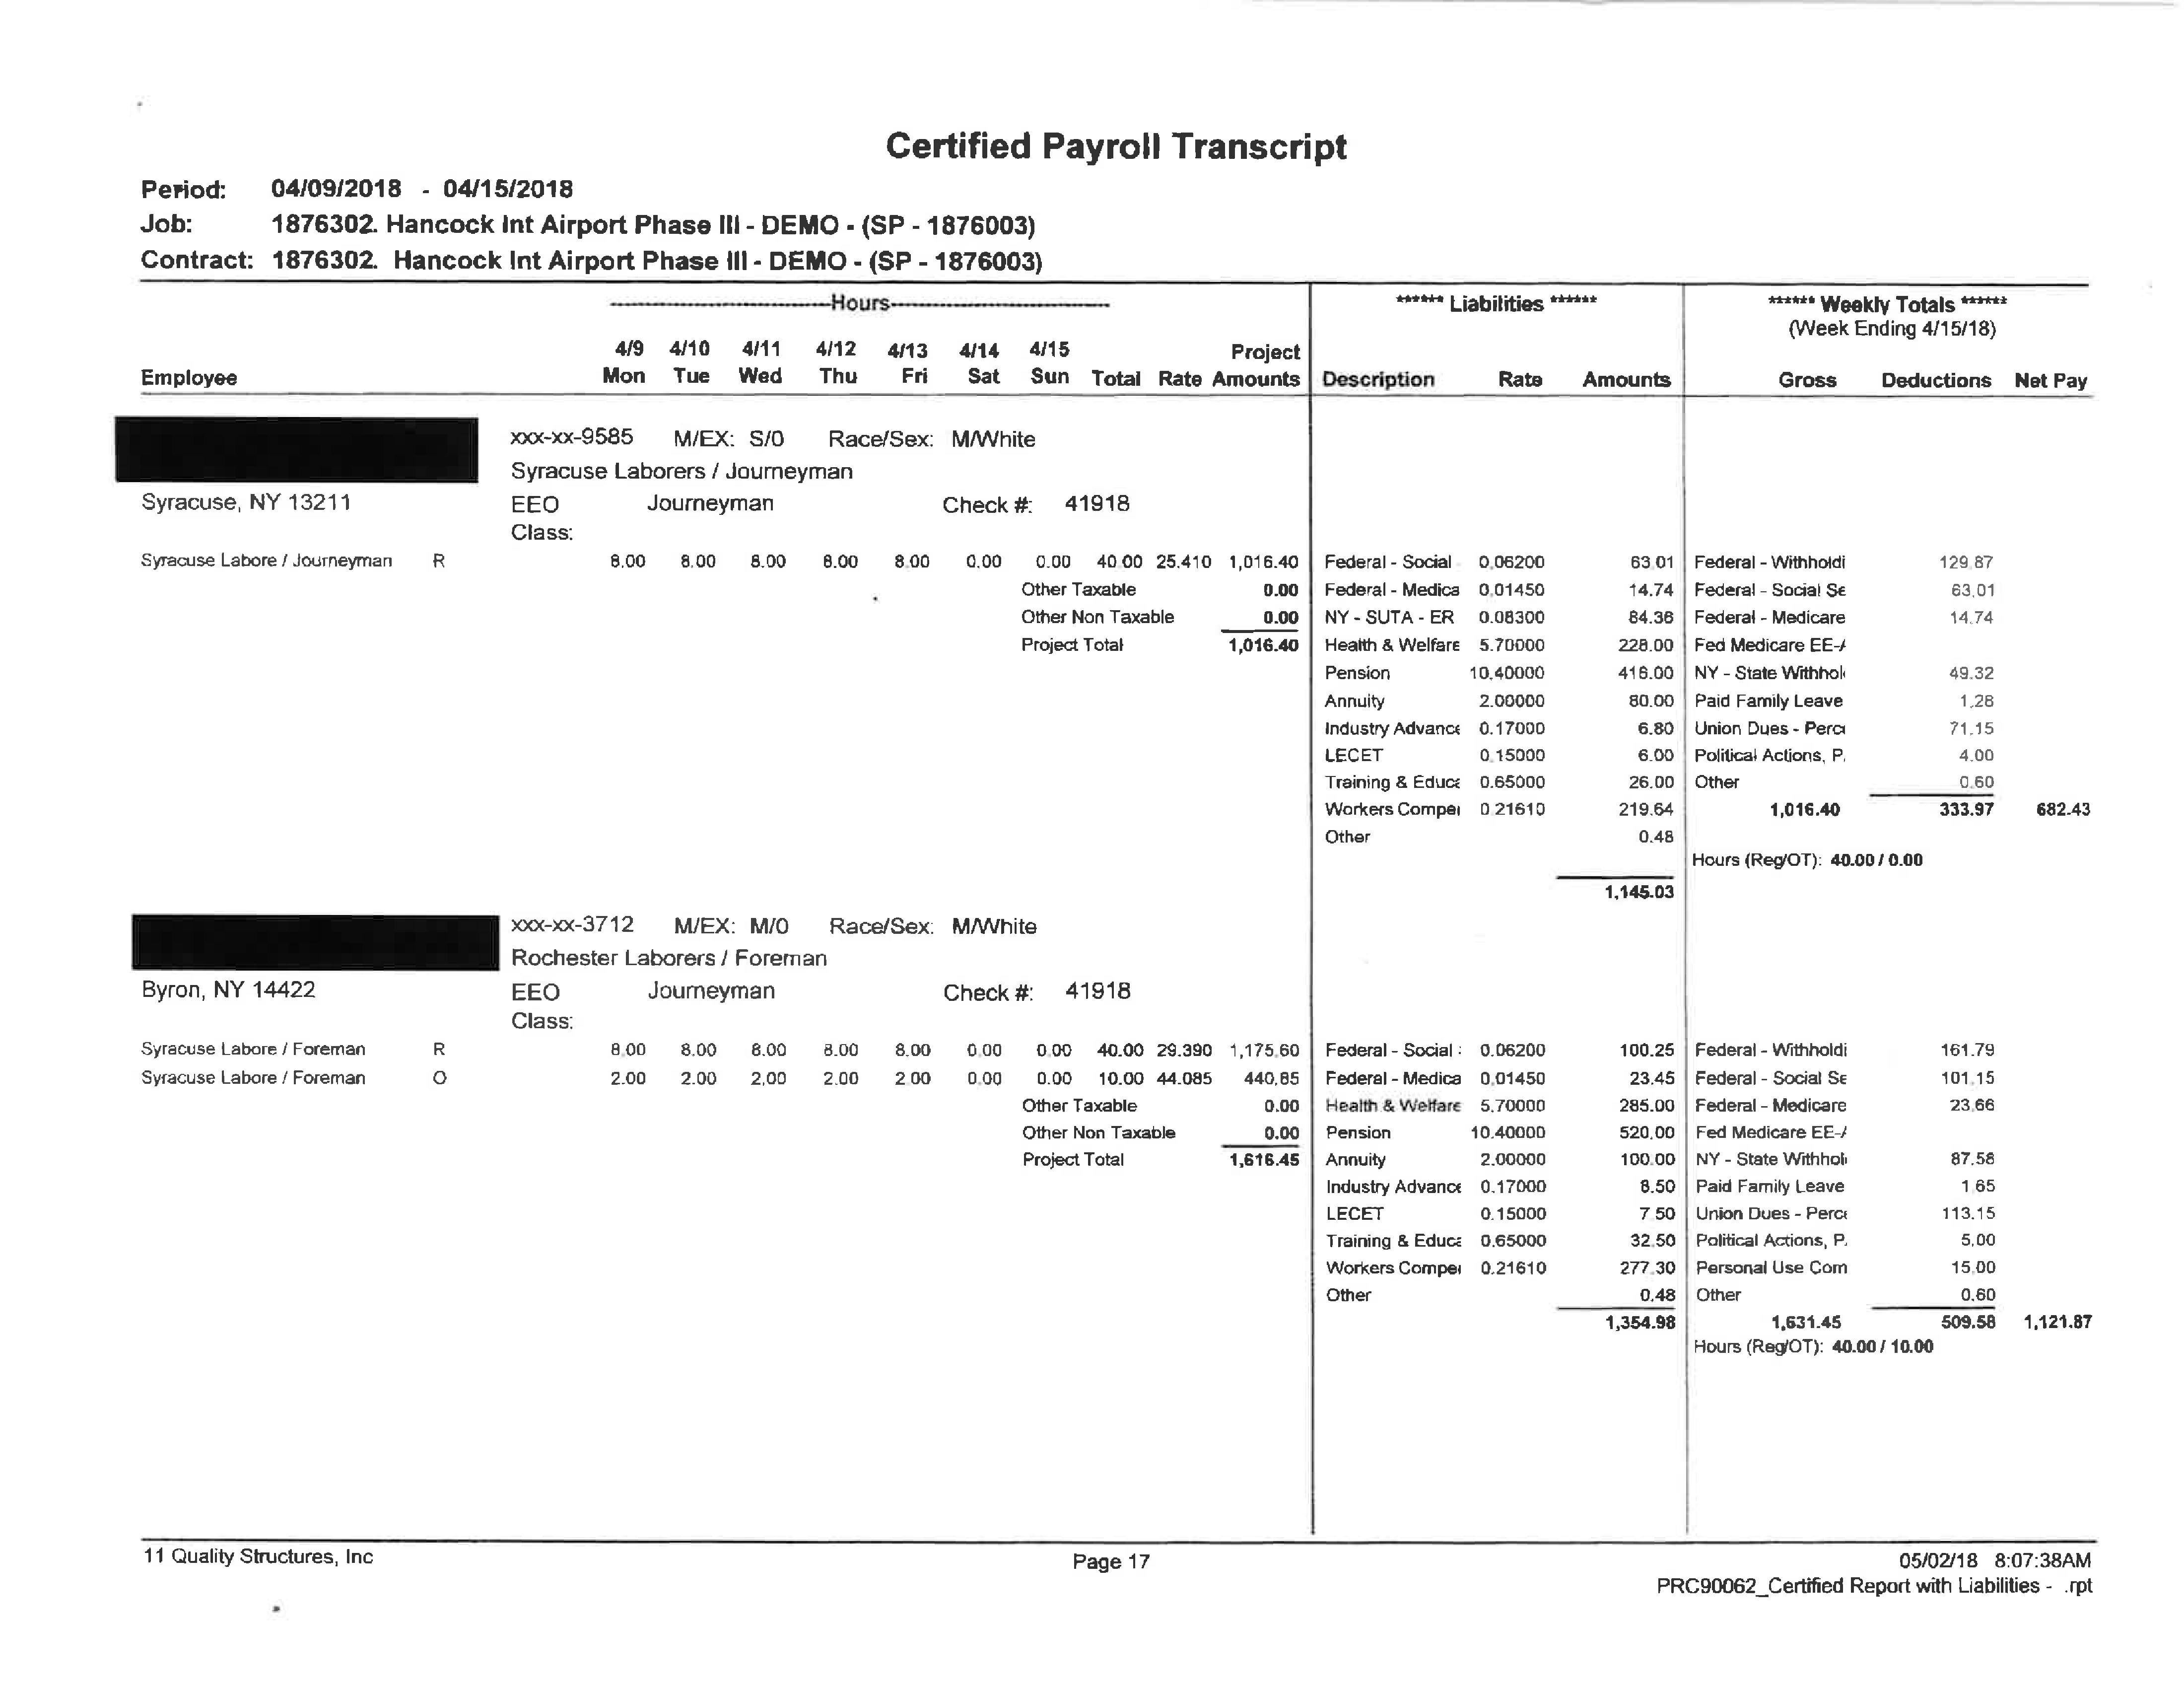 Certified Payroll Transcript
Period: 04/09/2018 - 04/15/2018
Job: 1876302. Hancock Int Airport Phase III - DEMO - (SP - 1876003)
Contract: 1876302. Hancock Int Airport Phase III - DEMO - (SP - 1876003)
Hours ****** Liabilities ****** ****** Weekly Totals ******
(Week Ending 4/15/18)
4/9 4/10 4/11 4/12 4/13 4/14 4/15 Project
Employee Mon Tue Wed Thu Fri Sat Sun Total Rate Amounts Description Rate Amounts Gross Deductions Net Pay
xxx-xx-9585 M/EX: S/0 Race/Sex: M/White
Syracuse Laborers / Journeyman
Syracuse, NY 13211 EEO Journeyman Check #: 41918
Class:
Syracuse Labore / Journeyman R 8.00 8.00 8.00 8.00 8.00 0.00 0.00 40.00 25.410 1,016.40 Federal - Social 0.06200 63.01 Federal - Withholdi 129.87
Other Taxable 0.00 Federal - Medica 0.01450 14.74 Federal - Social Se 63.01
Other Non Taxable 0.00 NY - SUTA - ER 0.08300 84.36 Federal - Medicare 14.74
Project Total 1,016.40 Health & Welfare 5.70000 228.00 Fed Medicare EE-A
Pension 10.40000 416.00 NY - State Withhol 49.32
Annuity 2.00000 80.00 Paid Family Leave 1.28
Industry Advance 0.17000 6.80 Union Dues - Perce 71.15
LECET 0.15000 6.00 Political Actions, P. 4.00
Training & Educa 0.65000 26.00 Other 0.60
Workers Compe 0.21610 219.64 1,016.40 333.97 682.43
Other 0.48
Hours (Reg/OT): 40.00 / 0.00
1,145.03
xxx-xx-3712 M/EX: M/0 Race/Sex: M/White
Rochester Laborers / Foreman
Byron, NY 14422 EEO Journeyman Check #: 41918
Class:
Syracuse Labore / Foreman R 8.00 8.00 8.00 8.00 8.00 0.00 0.00 40.00 29.390 1,175.60 Federal - Social : 0.06200 100.25 Federal - Withholdi 161.79
Syracuse Labore / Foreman O 2.00 2.00 2.00 2.00 2.00 0.00 0.00 10.00 44.085 440.85 Federal - Medica 0.01450 23.45 Federal - Social Se 101.15
Other Taxable 0.00 Health & Welfare 5.70000 285.00 Federal - Medicare 23.66
Other Non Taxable 0.00 Pension 10.40000 520.00 Fed Medicare EE-A
Project Total 1,616.45 Annuity 2.00000 100.00 NY - State Withhol 87.58
Industry Advance 0.17000 8.50 Paid Family Leave 1.65
LECET 0.15000 7.50 Union Dues - Perce 113.15
Training & Educa 0.65000 32.50 Political Actions, P. 5.00
Workers Compe 0.21610 277.30 Personal Use Com 15.00
Other 0.48 Other 0.60
1,354.98 1,631.45 509.58 1,121.87
Hours (Reg/OT): 40.00 / 10.00
11 Quality Structures, Inc Page 17 05/02/18 8:07:38AM
PRC90062_Certified Report with Liabilities - .rpt